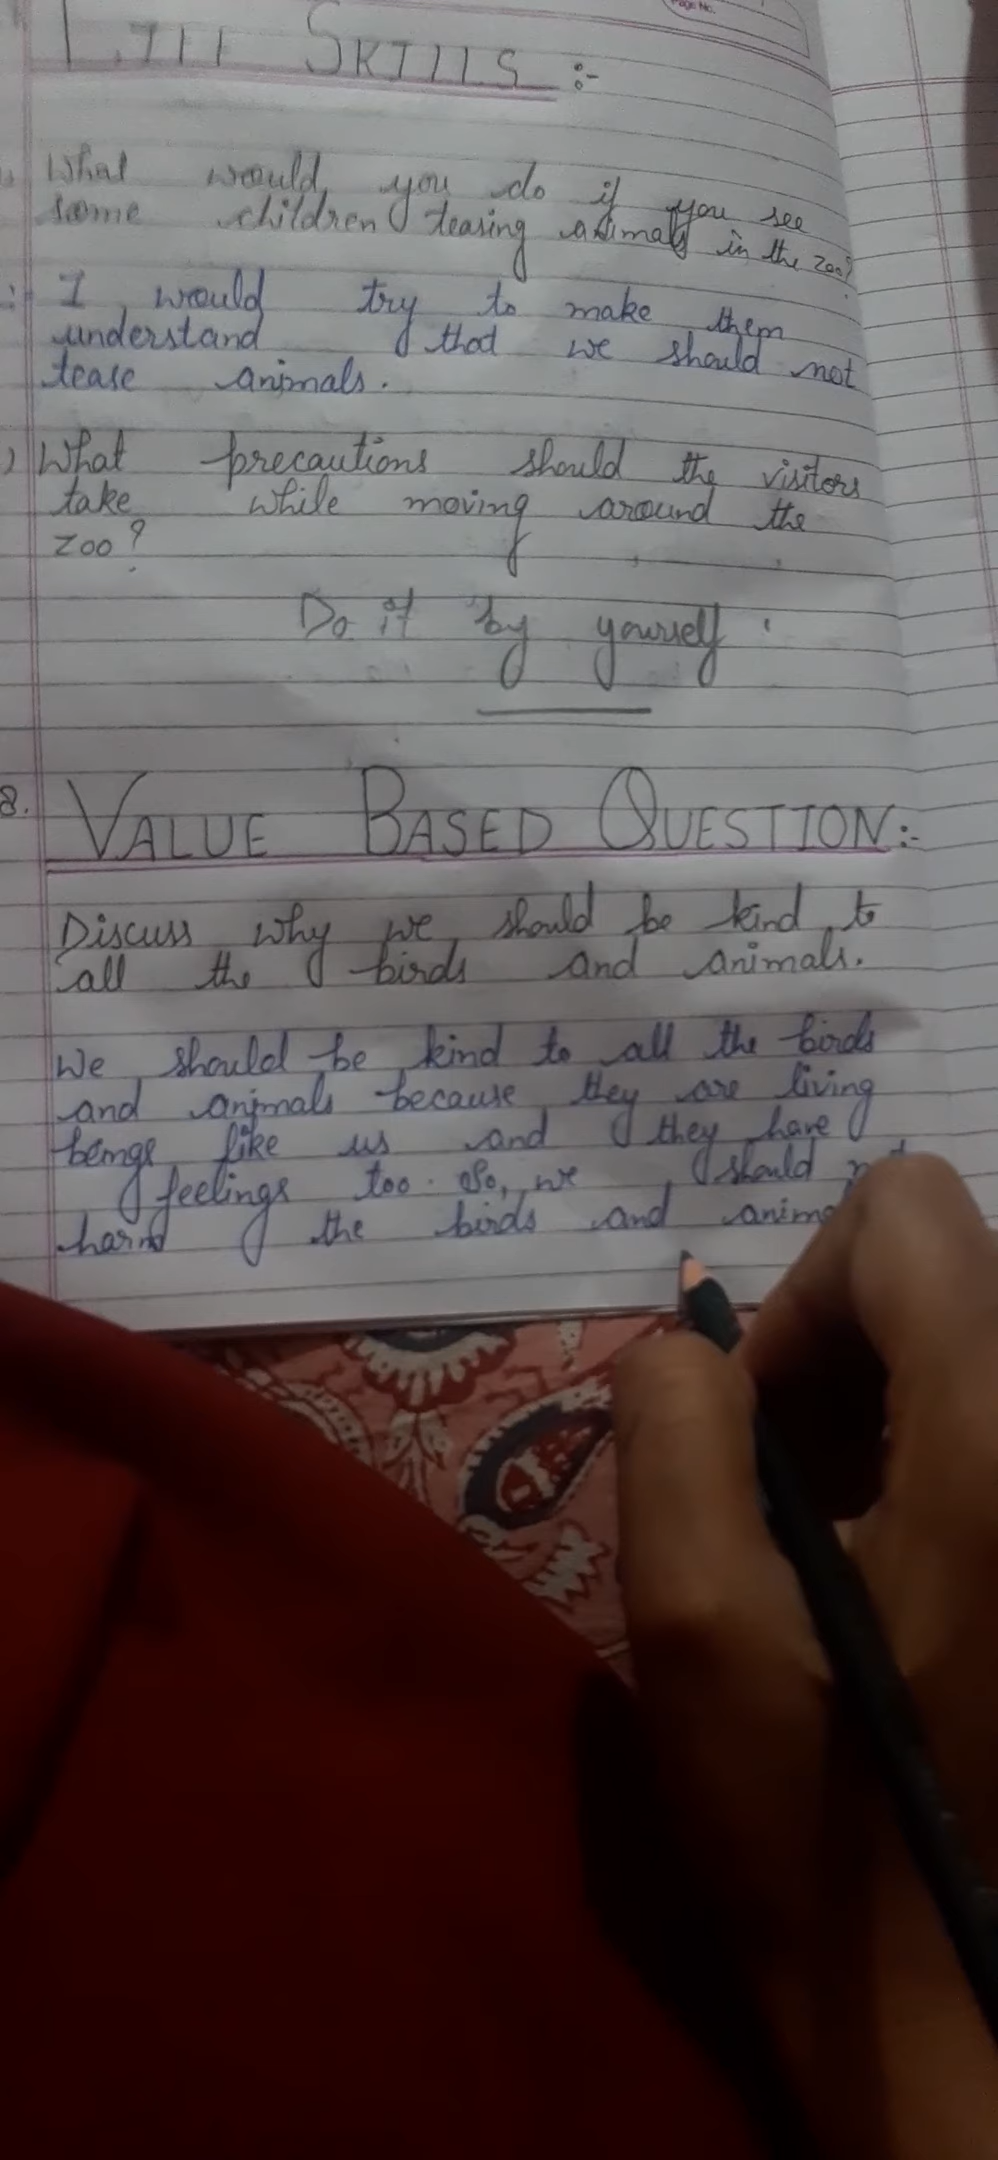 Page No.
LIFE SKILLS :-
What would you do if you see
some children teasing animals in the zoo?
: I would try to make them
understand that we should not
tease animals.
) What precautions should the visitors
take while moving around the
zoo?
Do it by yourself
8. VALUE BASED QUESTION:-
Discuss why we should be kind to
all the birds and animals.
We should be kind to all the birds
and animals because they are living
beings like us and they have
feelings too. So, we should
harm the birds and